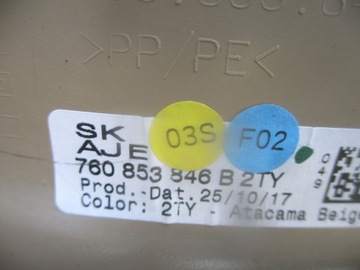 >PP/PE<
SK
AJE
03S
F02
760 853 846 B 2TY
Prod.-Dat. 25/10/17
Color: 2TY - Atacama Beige
049